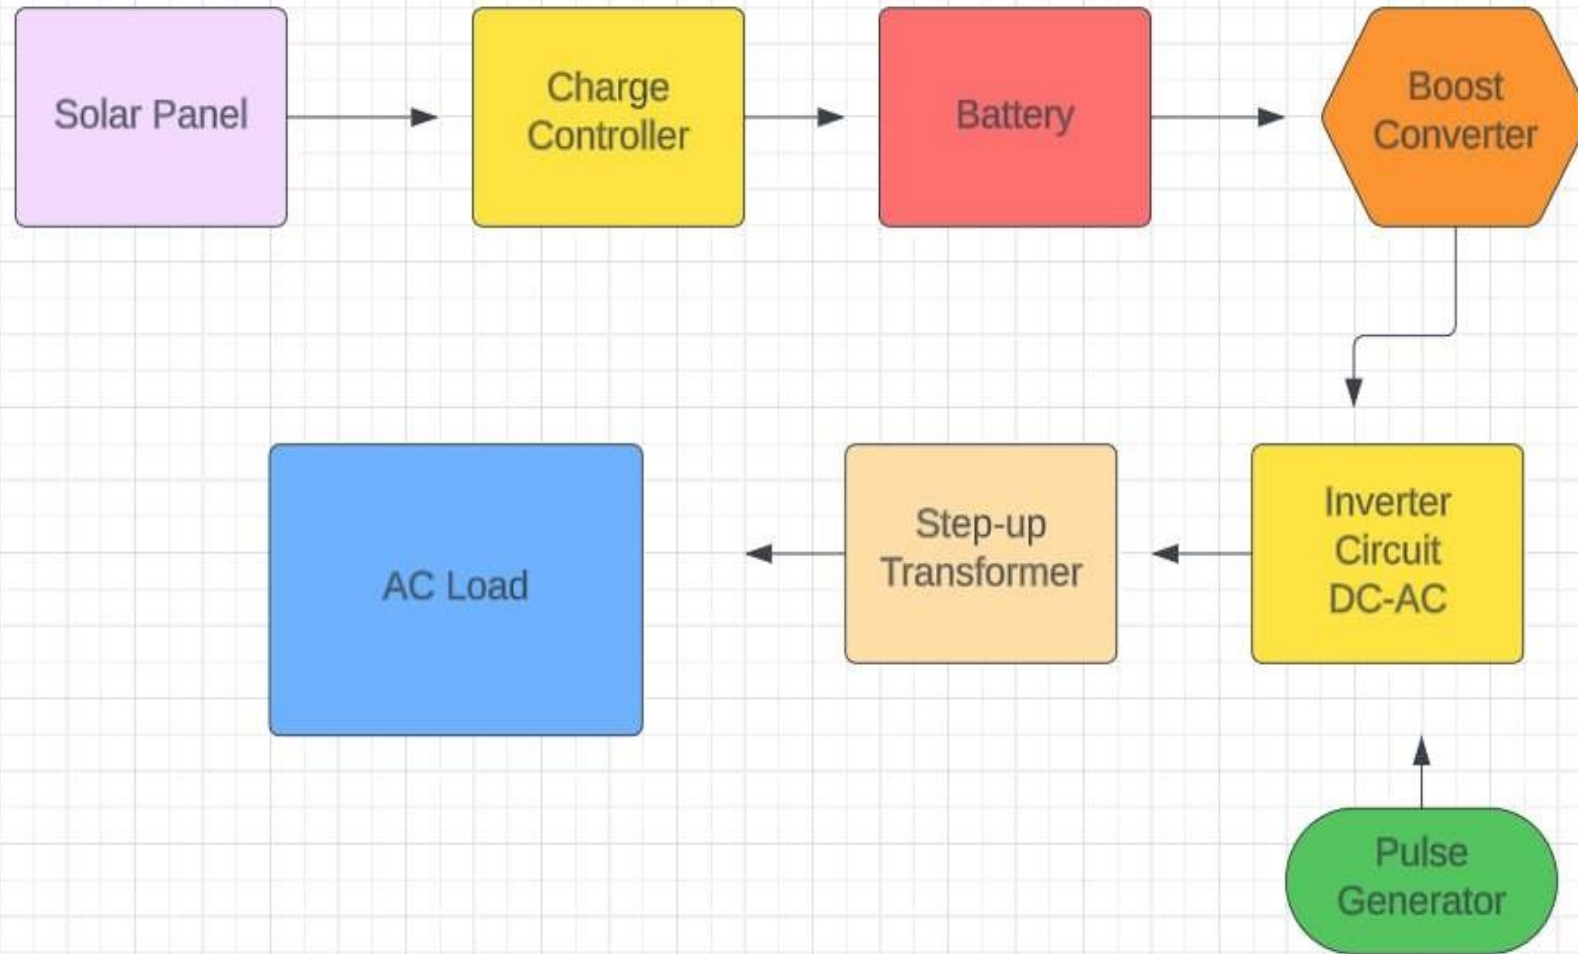 Solar Panel
Charge
Controller
Battery
Boost
Converter
AC Load
Step-up
Transformer
Inverter
Circuit
DC-AC
Pulse
Generator